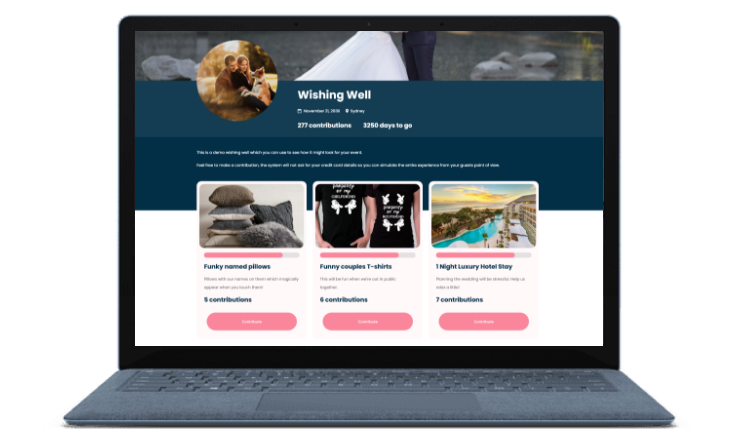 Wishing Well
November 21, 2030 Sydney
277 contributions 3250 days to go
This is a demo wishing well which you can use to see how it might look for your event.
Feel free to make a contribution, the system will not ask for your credit card details so you can simulate the entire experience from your guests point of view.
PROPERTY
OF MY
GIRLFRIEND
PROPERTY
OF MY
BOYFRIEND
Funky named pillows
Pillows with our names on them which magically
appear when you touch them!
5 contributions
Contribute
Funny couples T-shirts
This will be fun when we're out in public
together.
6 contributions
Contribute
1 Night Luxury Hotel Stay
Planning the wedding will be stressful. Help us
relax a little!
7 contributions
Contribute